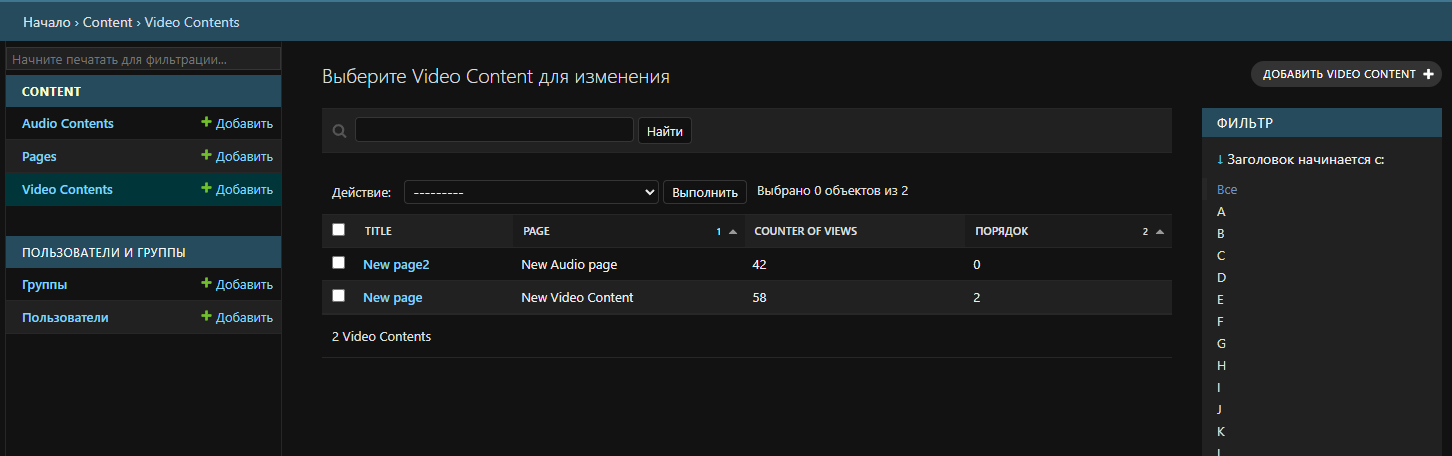 Начало › Content › Video Contents
Начните печатать для фильтрации...
CONTENT
Audio Contents + Добавить
Pages + Добавить
Video Contents + Добавить
ПОЛЬЗОВАТЕЛИ И ГРУППЫ
Группы + Добавить
Пользователи + Добавить
Выберите Video Content для изменения
ДОБАВИТЬ VIDEO CONTENT +
Найти
Действие: --------- Выполнить Выбрано 0 объектов из 2
TITLE PAGE 1 COUNTER OF VIEWS ПОРЯДОК 2
New page2 New Audio page 42 0
New page New Video Content 58 2
2 Video Contents
ФИЛЬТР
↓ Заголовок начинается с:
Все
A
B
C
D
E
F
G
H
I
J
K